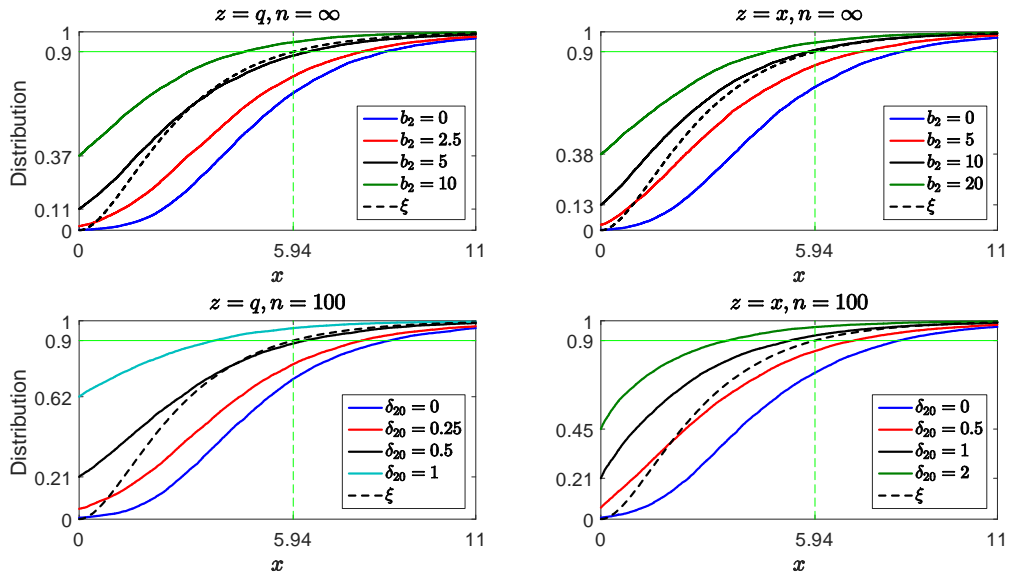 z = q, n = ∞
1
0.9
0.37
0.11
0
Distribution
b₂ = 0
b₂ = 2.5
b₂ = 5
b₂ = 10
ξ
0
5.94
11
x
z = x, n = ∞
1
0.9
0.38
0.13
0
b₂ = 0
b₂ = 5
b₂ = 10
b₂ = 20
ξ
0
5.94
11
x
z = q, n = 100
1
0.9
0.62
0.21
0
Distribution
δ₂₀ = 0
δ₂₀ = 0.25
δ₂₀ = 0.5
δ₂₀ = 1
ξ
0
5.94
11
x
z = x, n = 100
1
0.9
0.45
0.21
0
δ₂₀ = 0
δ₂₀ = 0.5
δ₂₀ = 1
δ₂₀ = 2
ξ
0
5.94
11
x